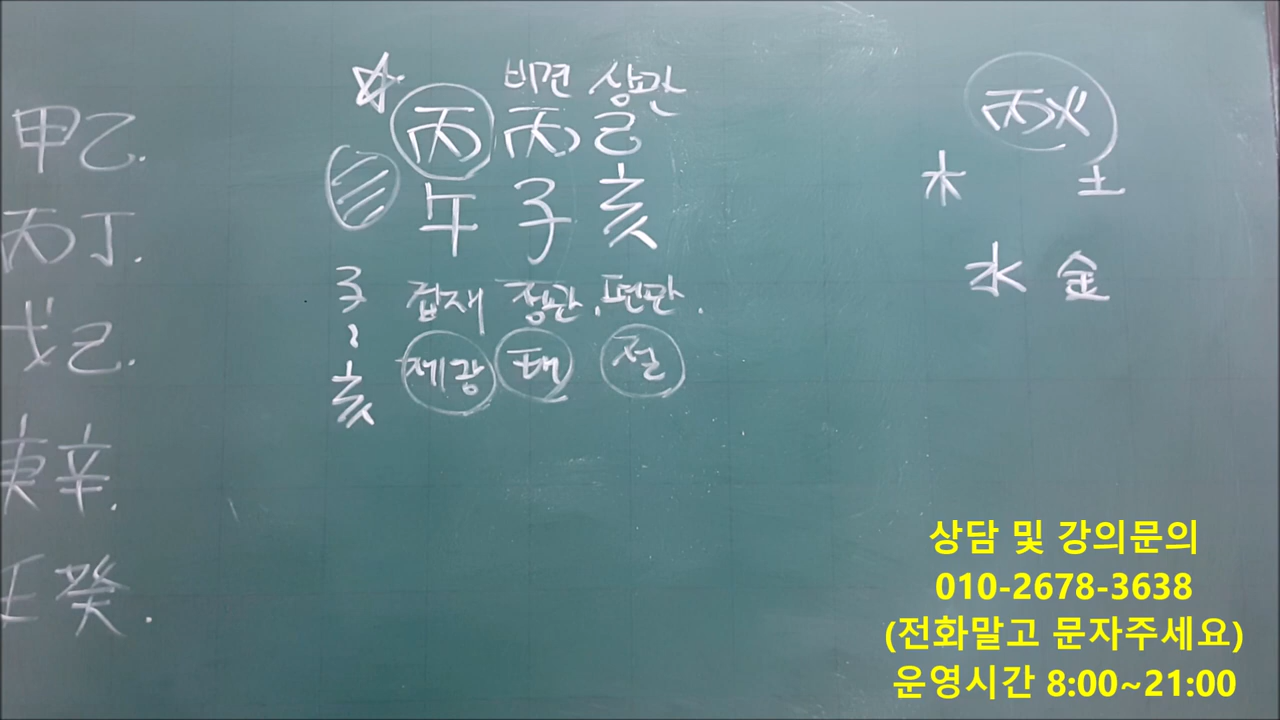 甲乙.
丙丁.
戊己.
庚辛.
壬癸.
비견 상관
丙 丙 己
午 子 亥
子
~
亥
겁재 정관. 편관.
제왕 태 절
丙火
木 土
水 金
상담 및 강의문의
010-2678-3638
(전화말고 문자주세요)
운영시간 8:00~21:00